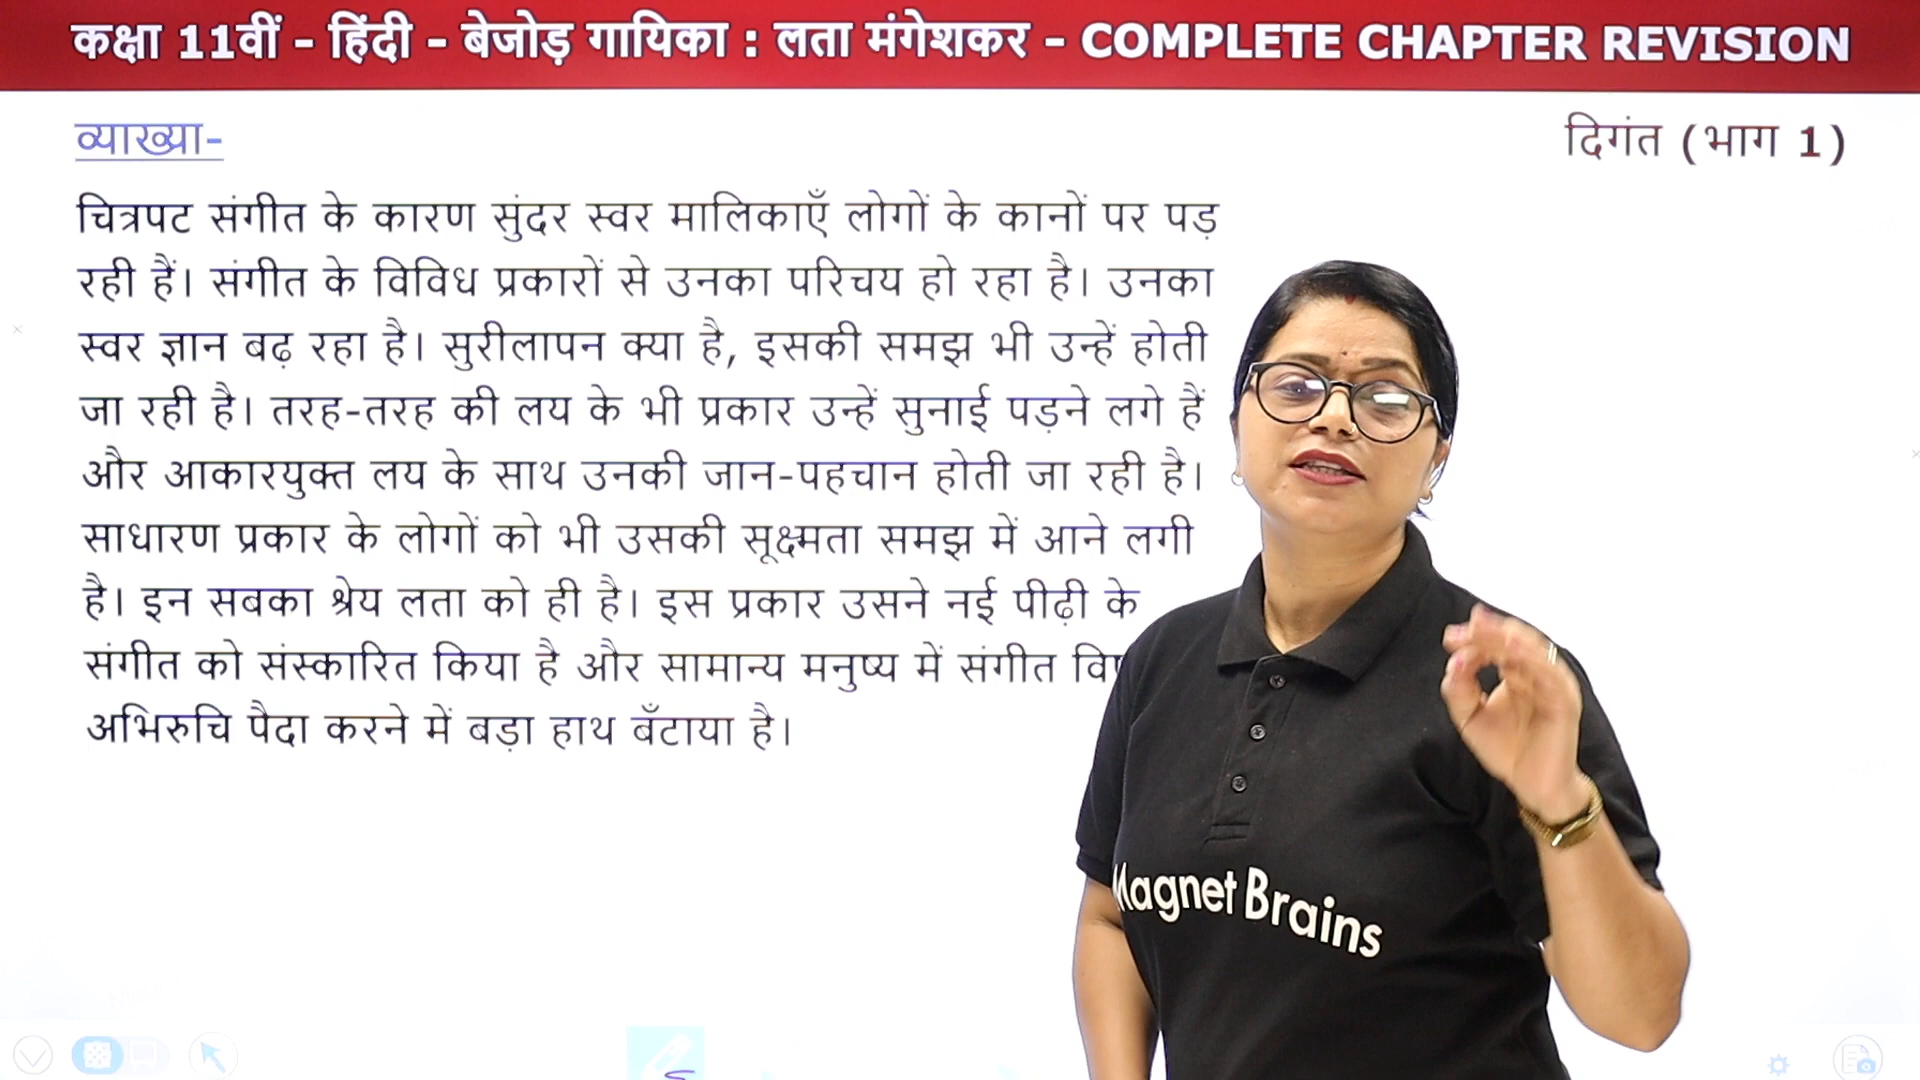 कक्षा 11वीं - हिंदी - बेजोड़ गायिका : लता मंगेशकर - COMPLETE CHAPTER REVISION
व्याख्या-
दिगंत (भाग 1)
चित्रपट संगीत के कारण सुंदर स्वर मालिकाएँ लोगों के कानों पर पड़
रही हैं। संगीत के विविध प्रकारों से उनका परिचय हो रहा है। उनका
स्वर ज्ञान बढ़ रहा है। सुरीलापन क्या है, इसकी समझ भी उन्हें होती
जा रही है। तरह-तरह की लय के भी प्रकार उन्हें सुनाई पड़ने लगे हैं
और आकारयुक्त लय के साथ उनकी जान-पहचान होती जा रही है।
साधारण प्रकार के लोगों को भी उसकी सूक्ष्मता समझ में आने लगी
है। इन सबका श्रेय लता को ही है। इस प्रकार उसने नई पीढ़ी के
संगीत को संस्कारित किया है और सामान्य मनुष्य में संगीत
अभिरुचि पैदा करने में बड़ा हाथ बँटाया है।
Magnet Brains